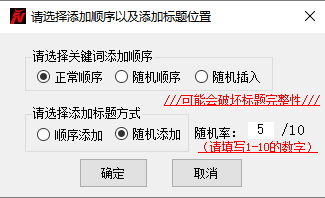 请选择添加顺序以及添加标题位置
请选择关键词添加顺序
正常顺序 随机顺序 随机插入
///可能会破坏标题完整性///
请选择添加标题方式
顺序添加 随机添加 随机率： 5 /10
（请填写1-10的数字）
确定 取消